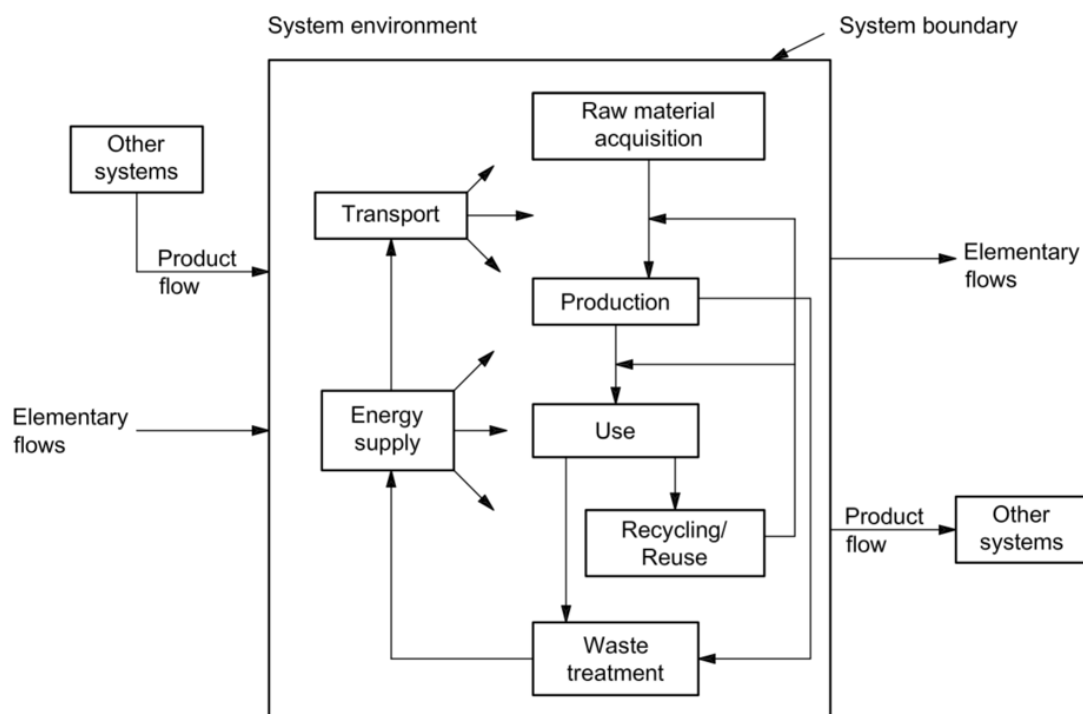 System environment
System boundary
Raw material
acquisition
Other
systems
Transport
Product
flow
Elementary
flows
Production
Elementary
flows
Energy
supply
Use
Product
flow
Other
systems
Recycling/
Reuse
Waste
treatment